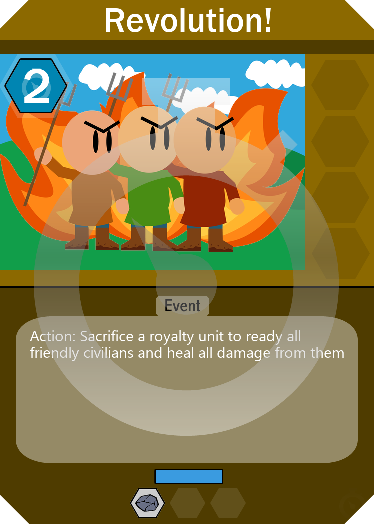 Revolution!
2
Event
Action: Sacrifice a royalty unit to ready all
friendly civilians and heal all damage from them